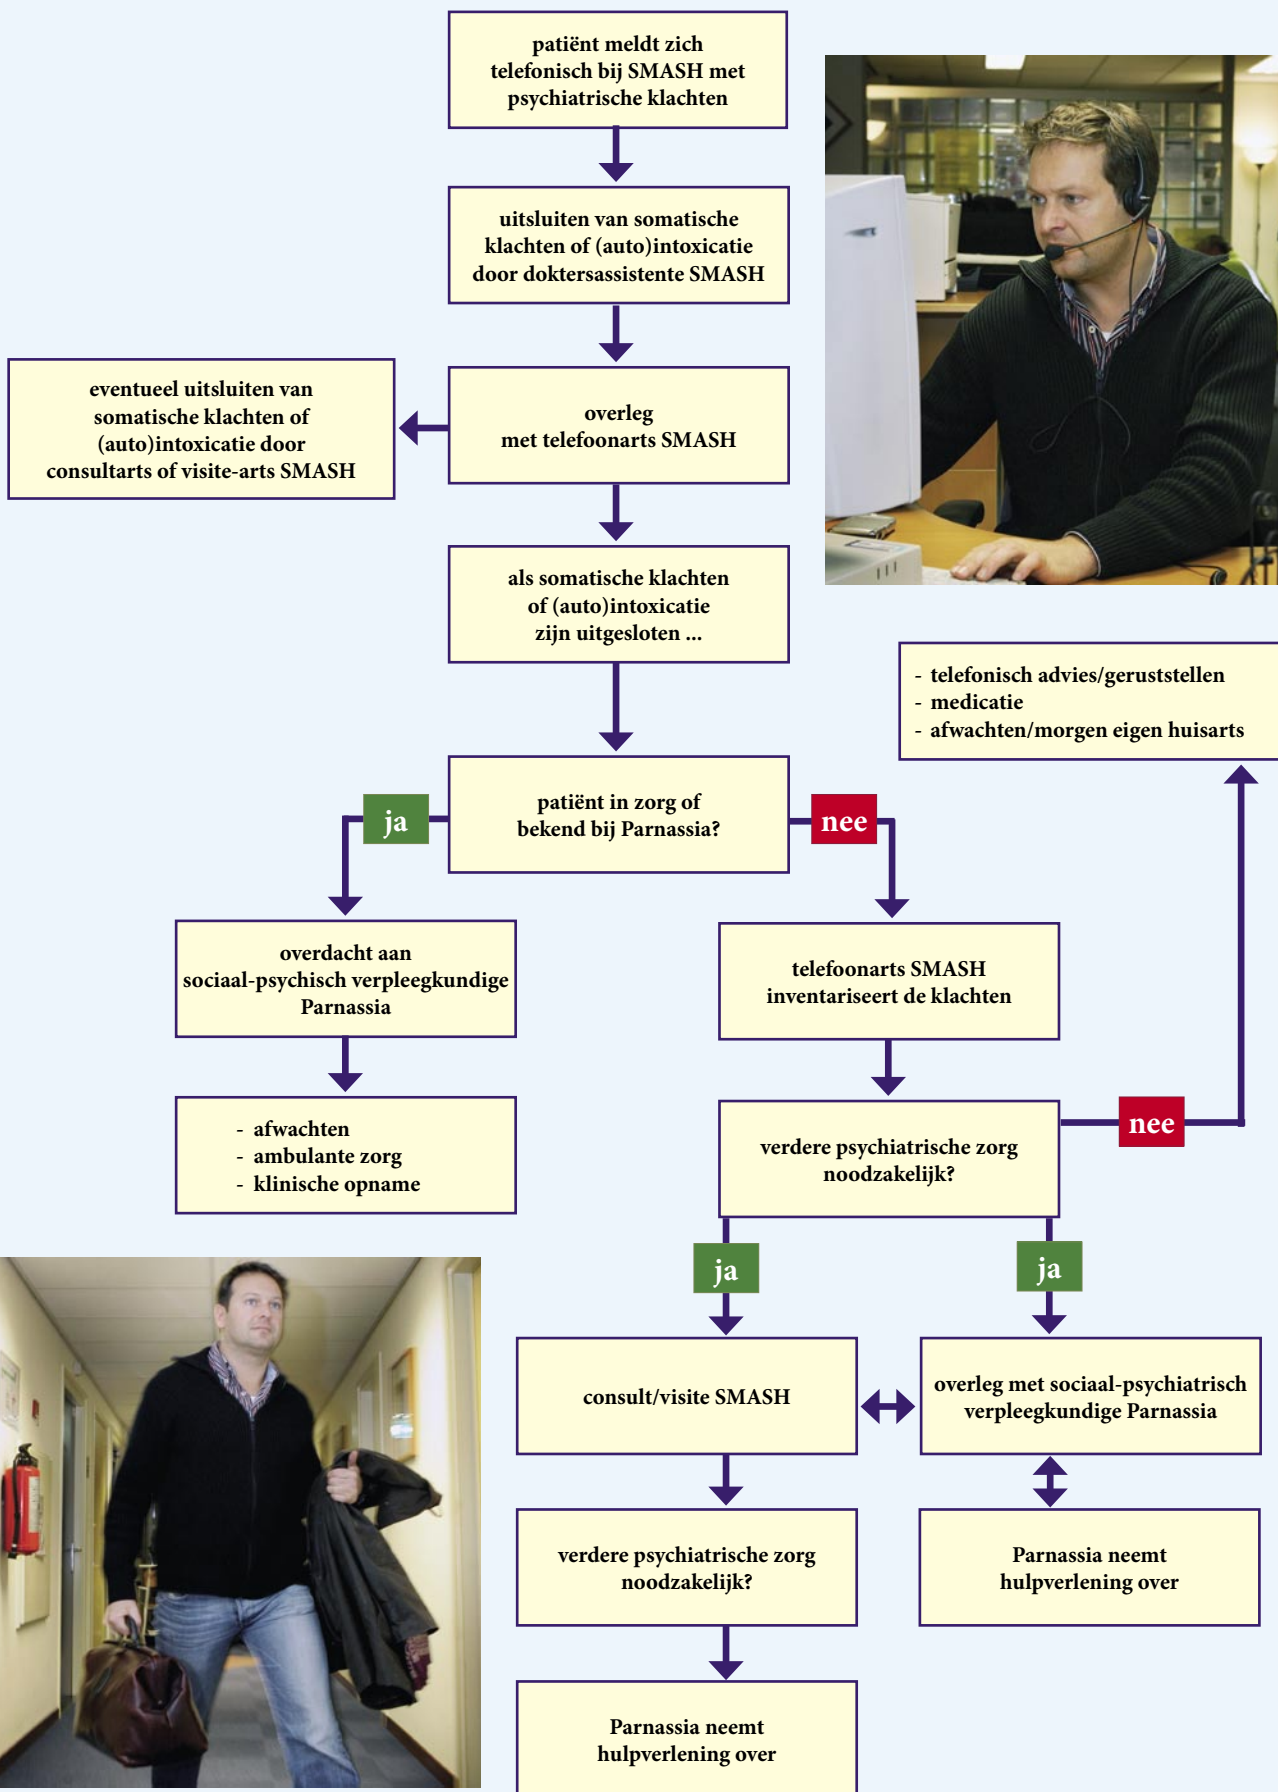 patiënt meldt zich
telefonisch bij SMASH met
psychiatrische klachten
uitsluiten van somatische
klachten of (auto)intoxicatie
door doktersassistente SMASH
eventueel uitsluiten van
somatische klachten of
(auto)intoxicatie door
consultarts of visite-arts SMASH
overleg
met telefoonarts SMASH
als somatische klachten
of (auto)intoxicatie
zijn uitgesloten ...
- telefonisch advies/geruststellen
- medicatie
- afwachten/morgen eigen huisarts
patiënt in zorg of
bekend bij Parnassia?
ja
nee
overdacht aan
sociaal-psychisch verpleegkundige
Parnassia
telefoonarts SMASH
inventariseert de klachten
- afwachten
- ambulante zorg
- klinische opname
verdere psychiatrische zorg
noodzakelijk?
nee
ja
ja
consult/visite SMASH
overleg met sociaal-psychiatrisch
verpleegkundige Parnassia
verdere psychiatrische zorg
noodzakelijk?
Parnassia neemt
hulpverlening over
Parnassia neemt
hulpverlening over